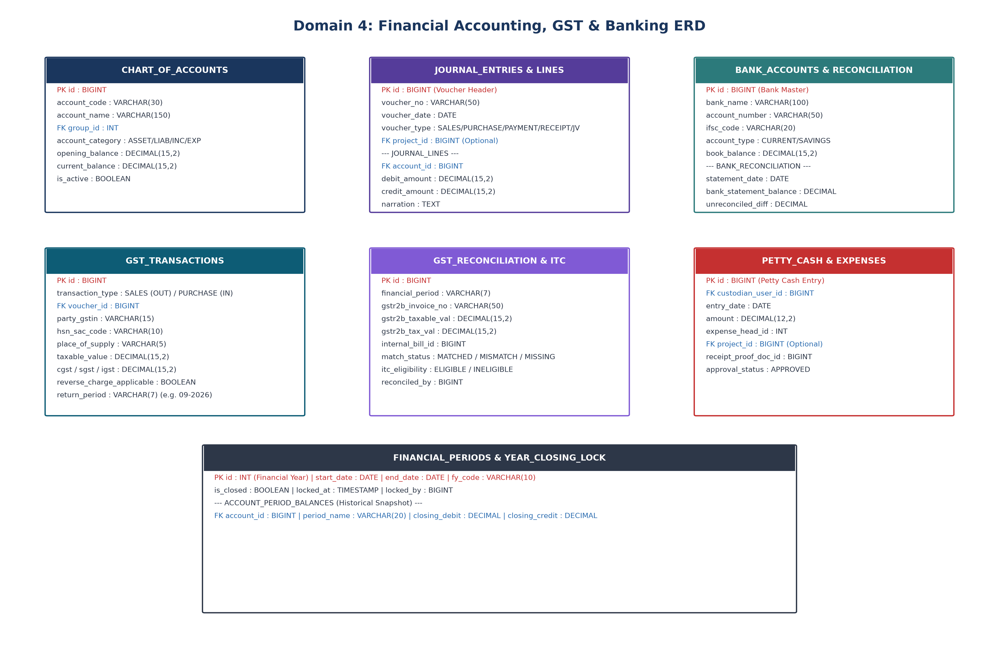 Domain 4: Financial Accounting, GST & Banking ERD
CHART_OF_ACCOUNTS
PK id : BIGINT
account_code : VARCHAR(30)
account_name : VARCHAR(150)
FK group_id : INT
account_category : ASSET/LIAB/INC/EXP
opening_balance : DECIMAL(15,2)
current_balance : DECIMAL(15,2)
is_active : BOOLEAN
JOURNAL_ENTRIES & LINES
PK id : BIGINT (Voucher Header)
voucher_no : VARCHAR(50)
voucher_date : DATE
voucher_type : SALES/PURCHASE/PAYMENT/RECEIPT/JV
FK project_id : BIGINT (Optional)
--- JOURNAL_LINES ---
FK account_id : BIGINT
debit_amount : DECIMAL(15,2)
credit_amount : DECIMAL(15,2)
narration : TEXT
BANK_ACCOUNTS & RECONCILIATION
PK id : BIGINT (Bank Master)
bank_name : VARCHAR(100)
account_number : VARCHAR(50)
ifsc_code : VARCHAR(20)
account_type : CURRENT/SAVINGS
book_balance : DECIMAL(15,2)
--- BANK_RECONCILIATION ---
statement_date : DATE
bank_statement_balance : DECIMAL
unreconciled_diff : DECIMAL
GST_TRANSACTIONS
PK id : BIGINT
transaction_type : SALES (OUT) / PURCHASE (IN)
FK voucher_id : BIGINT
party_gstin : VARCHAR(15)
hsn_sac_code : VARCHAR(10)
place_of_supply : VARCHAR(5)
taxable_value : DECIMAL(15,2)
cgst / sgst / igst : DECIMAL(15,2)
reverse_charge_applicable : BOOLEAN
return_period : VARCHAR(7) (e.g. 09-2026)
GST_RECONCILIATION & ITC
PK id : BIGINT
financial_period : VARCHAR(7)
gstr2b_invoice_no : VARCHAR(50)
gstr2b_taxable_val : DECIMAL(15,2)
gstr2b_tax_val : DECIMAL(15,2)
internal_bill_id : BIGINT
match_status : MATCHED / MISMATCH / MISSING
itc_eligibility : ELIGIBLE / INELIGIBLE
reconciled_by : BIGINT
PETTY_CASH & EXPENSES
PK id : BIGINT (Petty Cash Entry)
FK custodian_user_id : BIGINT
entry_date : DATE
amount : DECIMAL(12,2)
expense_head_id : INT
FK project_id : BIGINT (Optional)
receipt_proof_doc_id : BIGINT
approval_status : APPROVED
FINANCIAL_PERIODS & YEAR_CLOSING_LOCK
PK id : INT (Financial Year) | start_date : DATE | end_date : DATE | fy_code : VARCHAR(10)
is_closed : BOOLEAN | locked_at : TIMESTAMP | locked_by : BIGINT
--- ACCOUNT_PERIOD_BALANCES (Historical Snapshot) ---
FK account_id : BIGINT | period_name : VARCHAR(20) | closing_debit : DECIMAL | closing_credit : DECIMAL